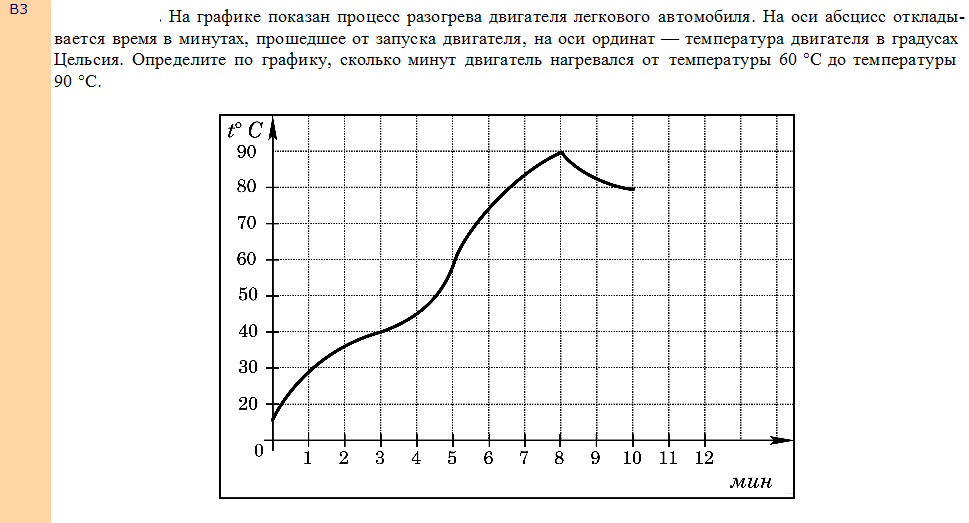 В3
. На графике показан процесс разогрева двигателя легкового автомобиля. На оси абсцисс отклады-
вается время в минутах, прошедшее от запуска двигателя, на оси ординат — температура двигателя в градусах
Цельсия. Определите по графику, сколько минут двигатель нагревался от температуры 60 °С до температуры
90 °С.
t° C
90
80
70
60
50
40
30
20
0
1 2 3 4 5 6 7 8 9 10 11 12
мин